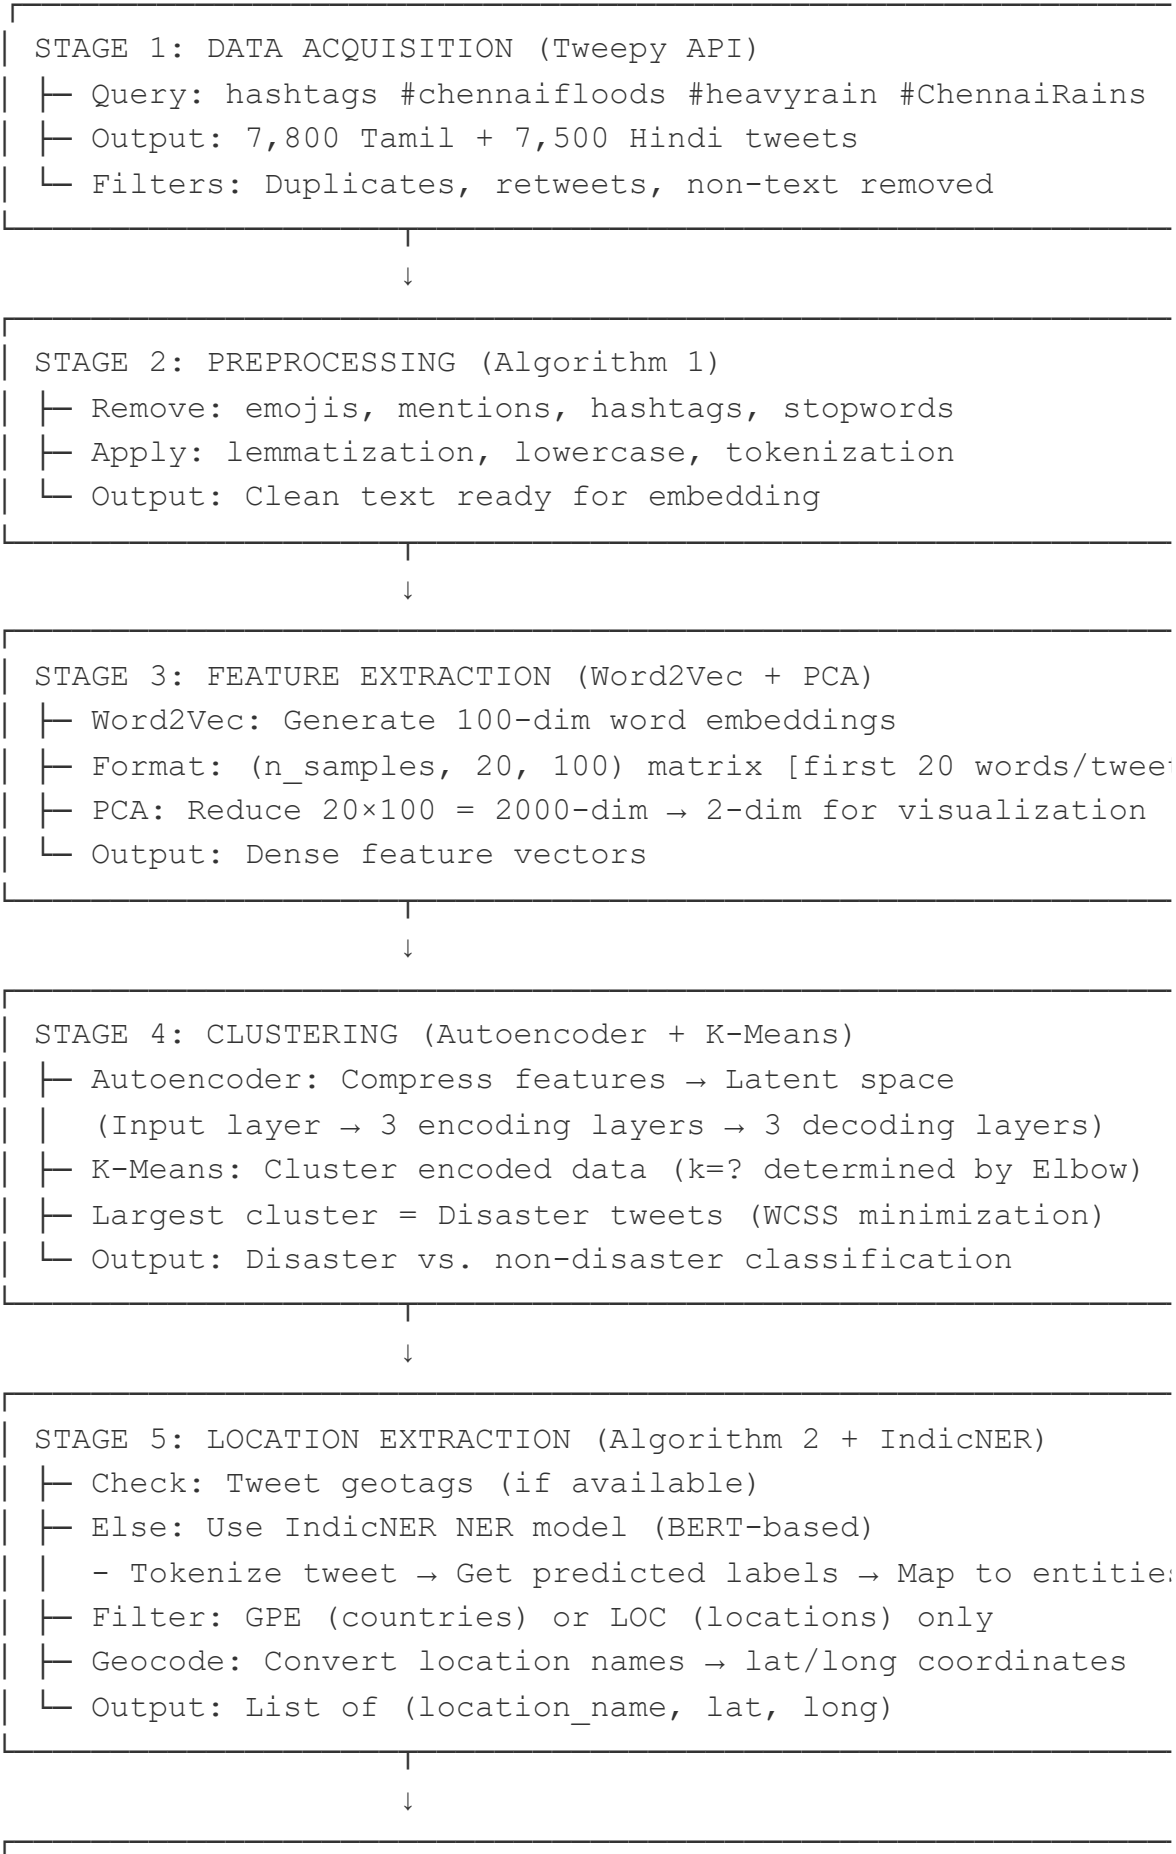 STAGE 1: DATA ACQUISITION (Tweepy API)
├─ Query: hashtags #chennaifloods #heavyrain #ChennaiRains
├─ Output: 7,800 Tamil + 7,500 Hindi tweets
└─ Filters: Duplicates, retweets, non-text removed
↓
STAGE 2: PREPROCESSING (Algorithm 1)
├─ Remove: emojis, mentions, hashtags, stopwords
├─ Apply: lemmatization, lowercase, tokenization
└─ Output: Clean text ready for embedding
↓
STAGE 3: FEATURE EXTRACTION (Word2Vec + PCA)
├─ Word2Vec: Generate 100-dim word embeddings
├─ Format: (n_samples, 20, 100) matrix [first 20 words/tweet
├─ PCA: Reduce 20×100 = 2000-dim → 2-dim for visualization
└─ Output: Dense feature vectors
↓
STAGE 4: CLUSTERING (Autoencoder + K-Means)
├─ Autoencoder: Compress features → Latent space
│ (Input layer → 3 encoding layers → 3 decoding layers)
├─ K-Means: Cluster encoded data (k=? determined by Elbow)
├─ Largest cluster = Disaster tweets (WCSS minimization)
└─ Output: Disaster vs. non-disaster classification
↓
STAGE 5: LOCATION EXTRACTION (Algorithm 2 + IndicNER)
├─ Check: Tweet geotags (if available)
├─ Else: Use IndicNER NER model (BERT-based)
│ - Tokenize tweet → Get predicted labels → Map to entities
├─ Filter: GPE (countries) or LOC (locations) only
├─ Geocode: Convert location names → lat/long coordinates
└─ Output: List of (location_name, lat, long)
↓